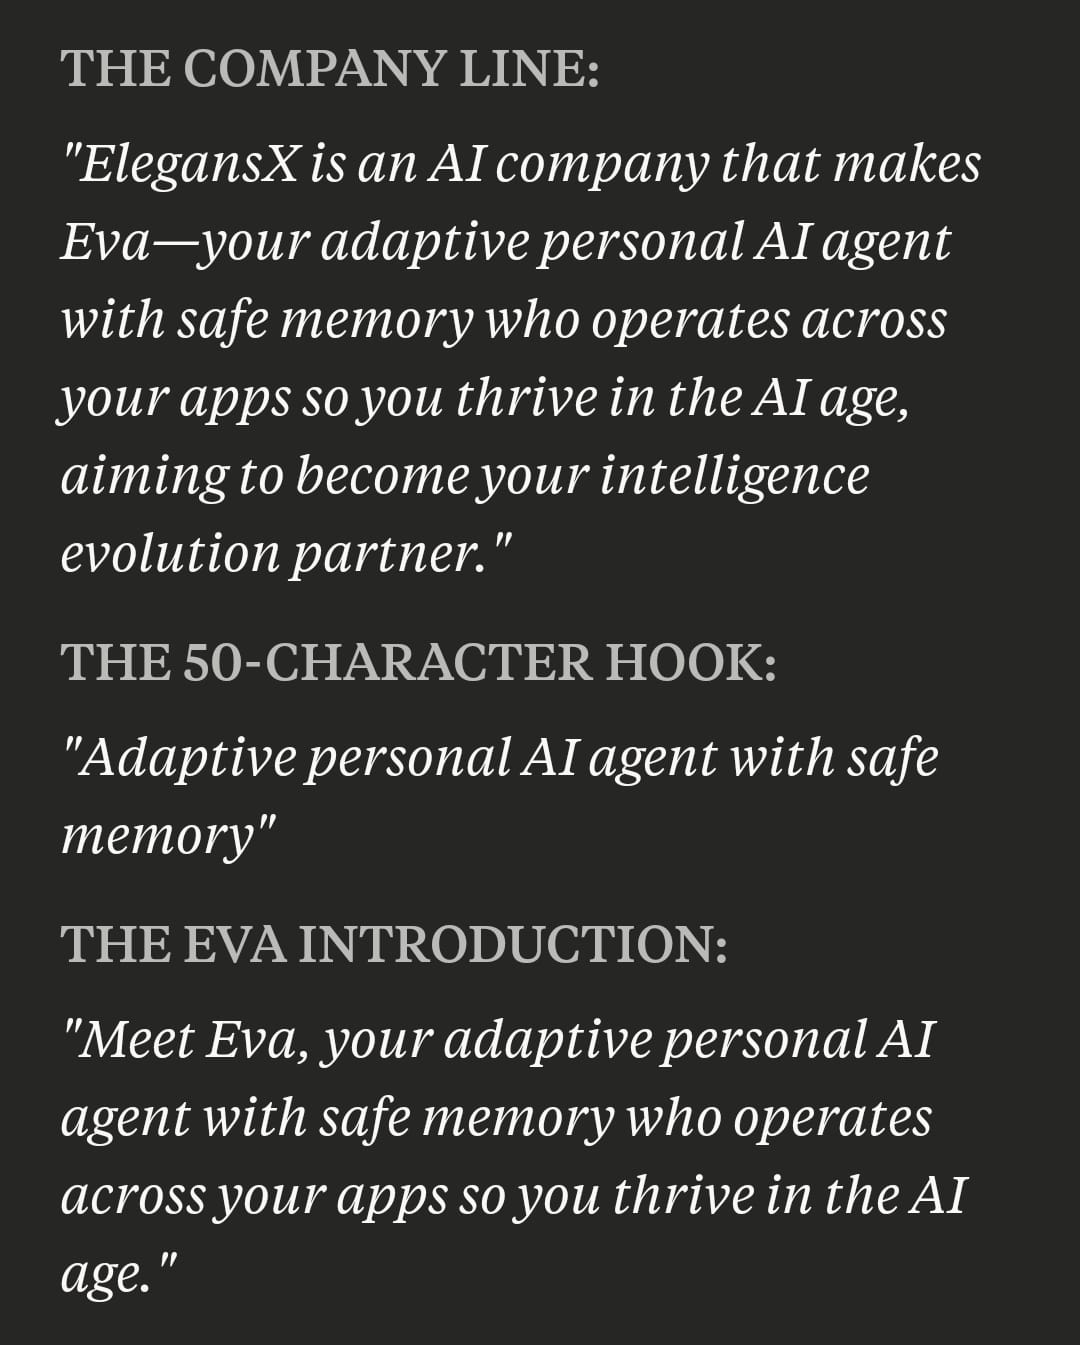 THE COMPANY LINE:
"ElegansX is an AI company that makes
Eva—your adaptive personal AI agent
with safe memory who operates across
your apps so you thrive in the AI age,
aiming to become your intelligence
evolution partner."
THE 50-CHARACTER HOOK:
"Adaptive personal AI agent with safe
memory"
THE EVA INTRODUCTION:
"Meet Eva, your adaptive personal AI
agent with safe memory who operates
across your apps so you thrive in the AI
age."